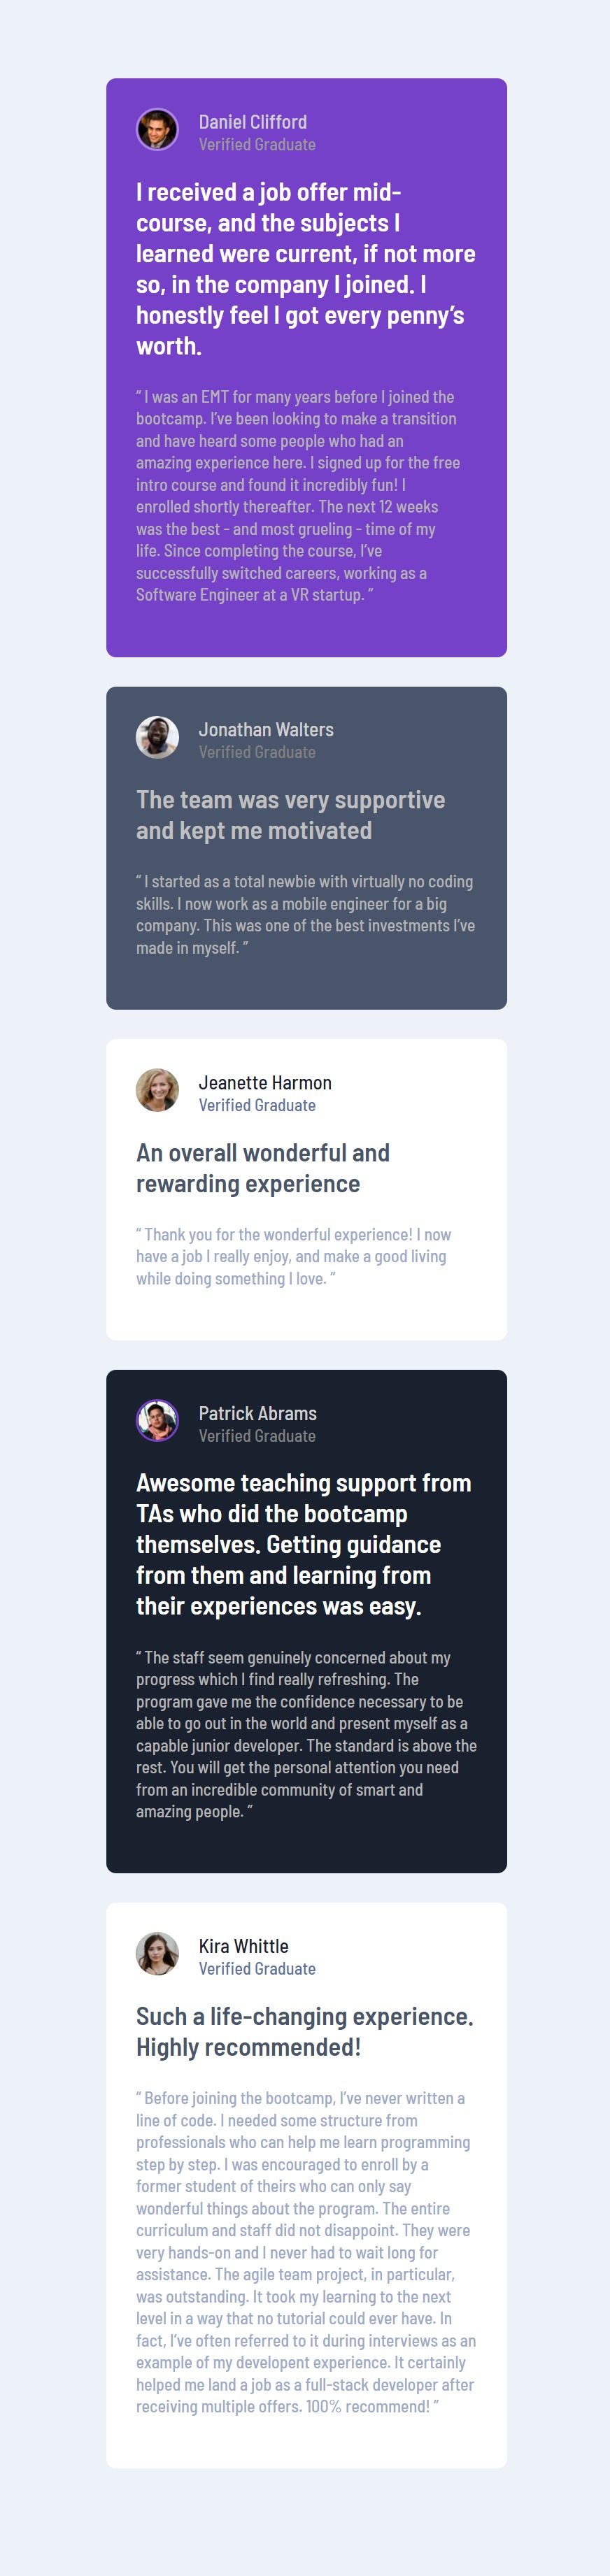 Daniel Clifford
Verified Graduate
I received a job offer mid-
course, and the subjects I
learned were current, if not more
so, in the company I joined. I
honestly feel I got every penny’s
worth.
“ I was an EMT for many years before I joined the
bootcamp. I’ve been looking to make a transition
and have heard some people who had an
amazing experience here. I signed up for the free
intro course and found it incredibly fun! I
enrolled shortly thereafter. The next 12 weeks
was the best - and most grueling - time of my
life. Since completing the course, I’ve
successfully switched careers, working as a
Software Engineer at a VR startup. ”
Jonathan Walters
Verified Graduate
The team was very supportive
and kept me motivated
“ I started as a total newbie with virtually no coding
skills. I now work as a mobile engineer for a big
company. This was one of the best investments I’ve
made in myself. ”
Jeanette Harmon
Verified Graduate
An overall wonderful and
rewarding experience
“ Thank you for the wonderful experience! I now
have a job I really enjoy, and make a good living
while doing something I love. ”
Patrick Abrams
Verified Graduate
Awesome teaching support from
TAs who did the bootcamp
themselves. Getting guidance
from them and learning from
their experiences was easy.
“ The staff seem genuinely concerned about my
progress which I find really refreshing. The
program gave me the confidence necessary to be
able to go out in the world and present myself as a
capable junior developer. The standard is above the
rest. You will get the personal attention you need
from an incredible community of smart and
amazing people. ”
Kira Whittle
Verified Graduate
Such a life-changing experience.
Highly recommended!
“ Before joining the bootcamp, I’ve never written a
line of code. I needed some structure from
professionals who can help me learn programming
step by step. I was encouraged to enroll by a
former student of theirs who can only say
wonderful things about the program. The entire
curriculum and staff did not disappoint. They were
very hands-on and I never had to wait long for
assistance. The agile team project, in particular,
was outstanding. It took my learning to the next
level in a way that no tutorial could ever have. In
fact, I’ve often referred to it during interviews as an
example of my developent experience. It certainly
helped me land a job as a full-stack developer after
receiving multiple offers. 100% recommend! ”